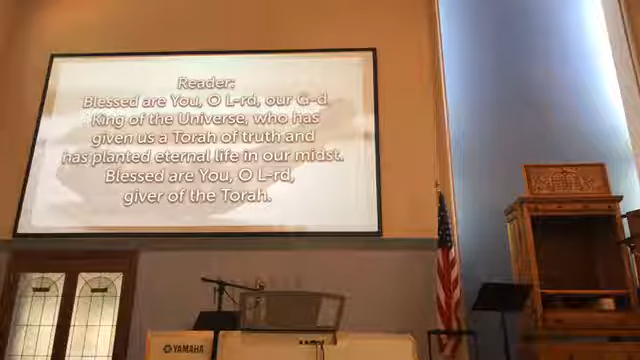 Reader:
Blessed are You, O L-rd, our G-d
King of the Universe, who has
given us a Torah of truth and
has planted eternal life in our midst.
Blessed are You, O L-rd,
giver of the Torah.
YAMAHA